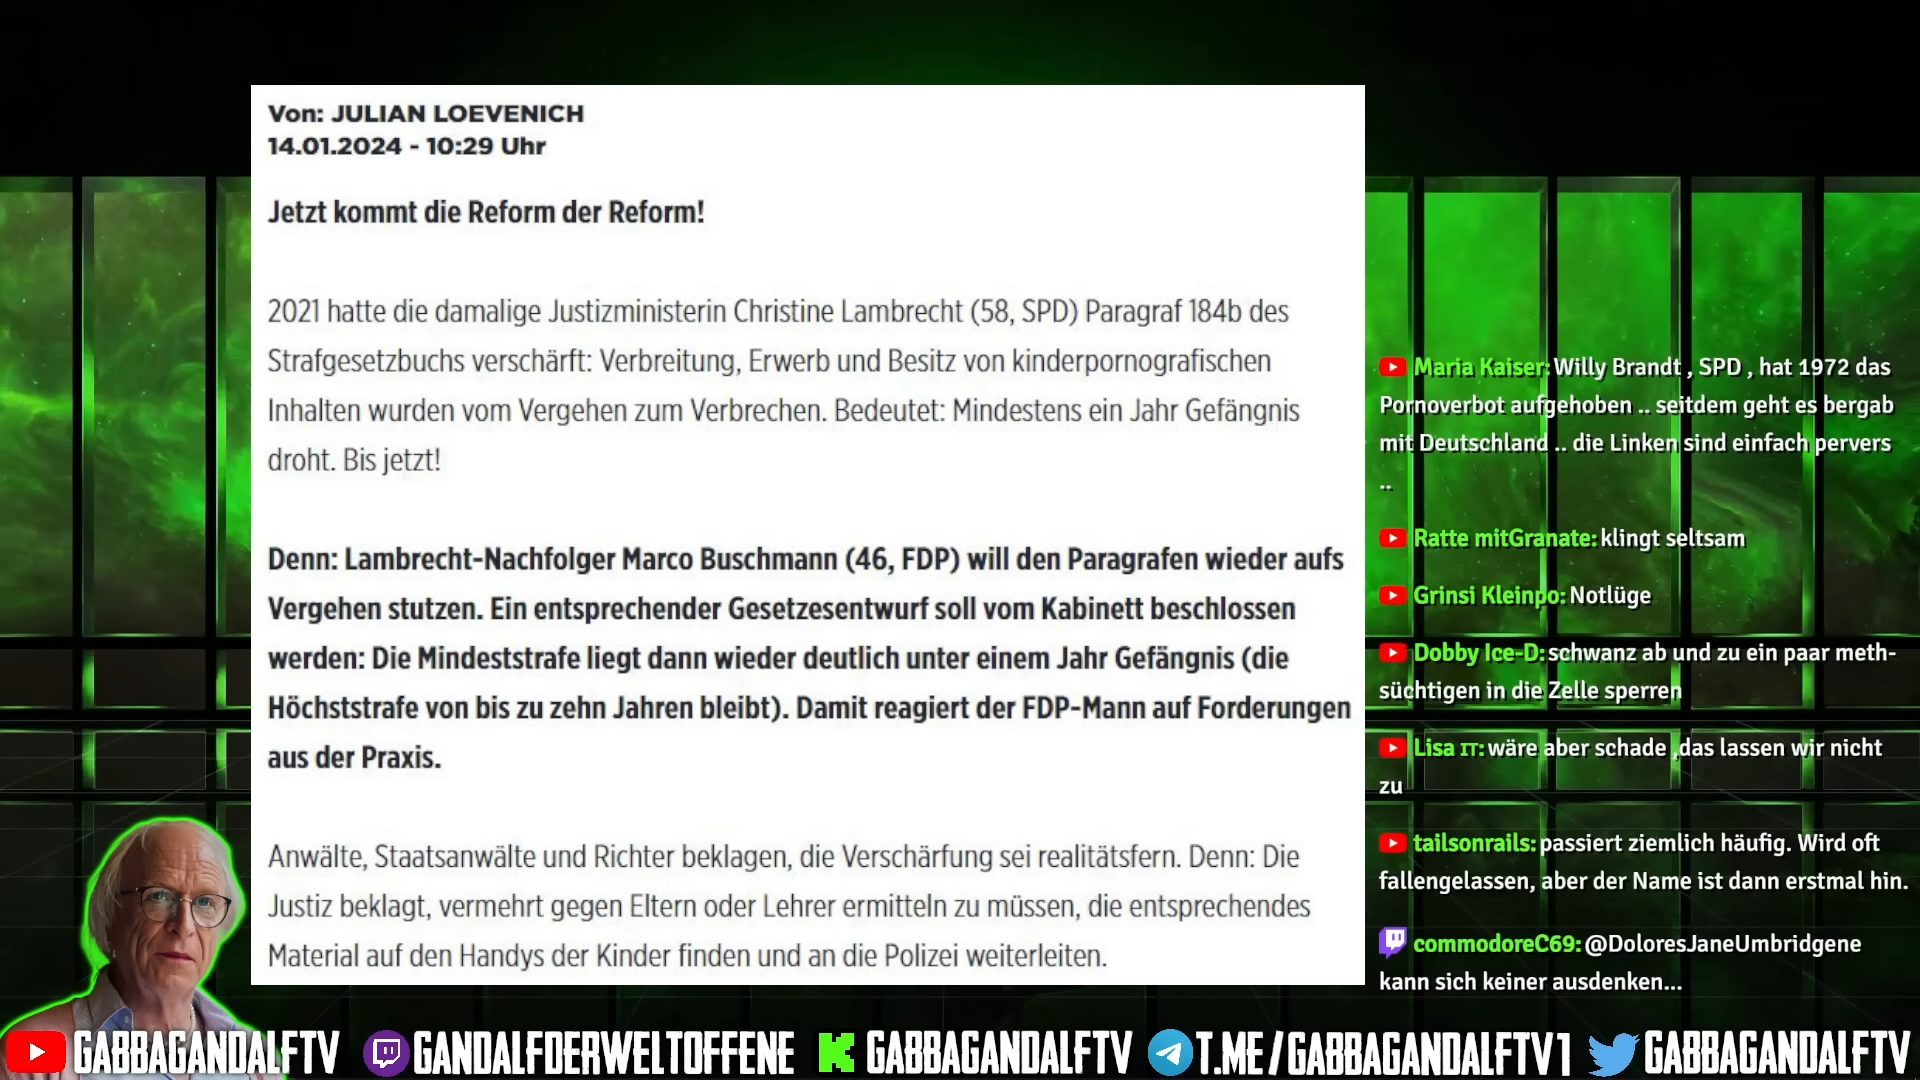 Von: JULIAN LOEVENICH
14.01.2024 - 10:29 Uhr
Jetzt kommt die Reform der Reform!
2021 hatte die damalige Justizministerin Christine Lambrecht (58, SPD) Paragraf 184b des
Strafgesetzbuchs verschärft: Verbreitung, Erwerb und Besitz von kinderpornografischen
Inhalten wurden vom Vergehen zum Verbrechen. Bedeutet: Mindestens ein Jahr Gefängnis
droht. Bis jetzt!
Denn: Lambrecht-Nachfolger Marco Buschmann (46, FDP) will den Paragrafen wieder aufs
Vergehen stutzen. Ein entsprechender Gesetzesentwurf soll vom Kabinett beschlossen
werden: Die Mindeststrafe liegt dann wieder deutlich unter einem Jahr Gefängnis (die
Höchststrafe von bis zu zehn Jahren bleibt). Damit reagiert der FDP-Mann auf Forderungen
aus der Praxis.
Anwälte, Staatsanwälte und Richter beklagen, die Verschärfung sei realitätsfern. Denn: Die
Justiz beklagt, vermehrt gegen Eltern oder Lehrer ermitteln zu müssen, die entsprechendes
Material auf den Handys der Kinder finden und an die Polizei weiterleiten.
Maria Kaiser: Willy Brandt , SPD , hat 1972 das
Pornoverbot aufgehoben .. seitdem geht es bergab
mit Deutschland .. die Linken sind einfach pervers
..
Ratte mitGranate: klingt seltsam
Grinsi Kleinpo: Notlüge
Dobby Ice-D: schwanz ab und zu ein paar meth-
süchtigen in die Zelle sperren
Lisa IT: wäre aber schade ,das lassen wir nicht
zu
tailsonrails: passiert ziemlich häufig. Wird oft
fallengelassen, aber der Name ist dann erstmal hin.
commodoreC69: @DoloresJaneUmbridgene
kann sich keiner ausdenken...
GABBAGANDALFTV GANDALFDERWELTOFFENE K GABBAGANDALFTV T.ME/GABBAGANDALFTV1 GABBAGANDALFTV